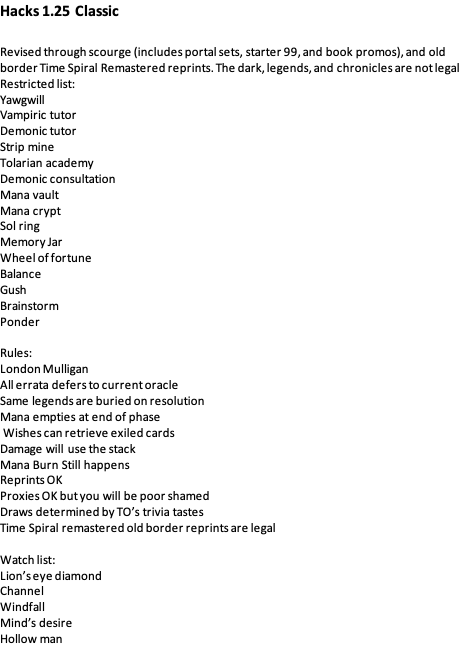 Hacks 1.25 Classic
Revised through scourge (includes portal sets, starter 99, and book promos), and old
border Time Spiral Remastered reprints. The dark, legends, and chronicles are not legal
Restricted list:
Yawgwill
Vampiric tutor
Demonic tutor
Strip mine
Tolarian academy
Demonic consultation
Mana vault
Mana crypt
Sol ring
Memory Jar
Wheel of fortune
Balance
Gush
Brainstorm
Ponder
Rules:
London Mulligan
All errata defers to current oracle
Same legends are buried on resolution
Mana empties at end of phase
Wishes can retrieve exiled cards
Damage will use the stack
Mana Burn Still happens
Reprints OK
Proxies OK but you will be poor shamed
Draws determined by TO's trivia tastes
Time Spiral remastered old border reprints are legal
Watch list:
Lion's eye diamond
Channel
Windfall
Mind's desire
Hollow man